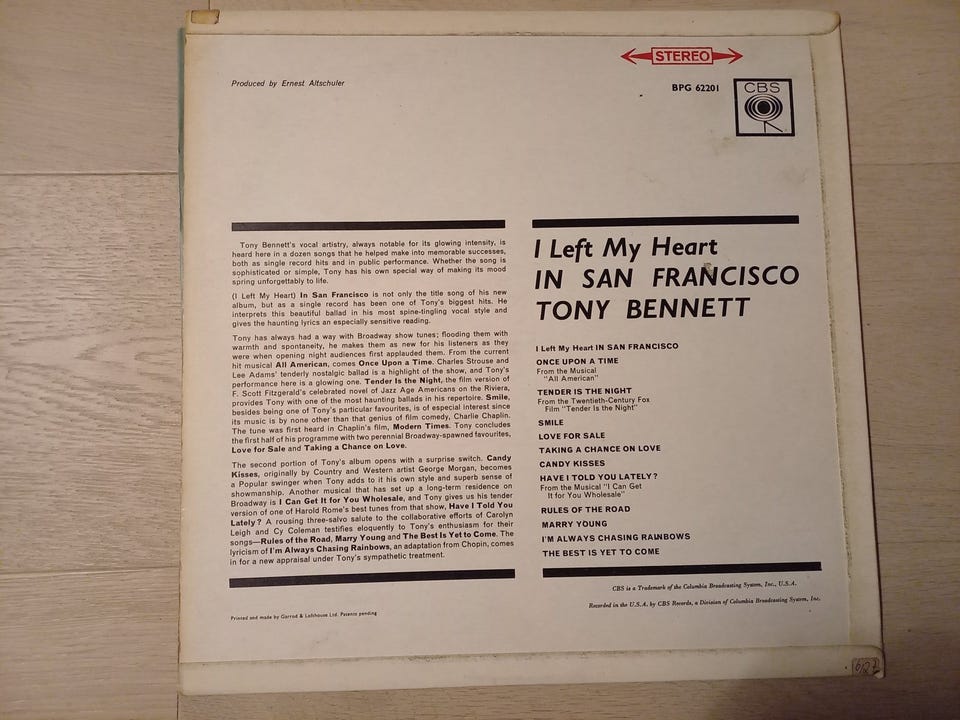 STEREO
Produced by Ernest Altschuler
BPG 62201
CBS
Tony Bennett's vocal artistry, always notable for its glowing intensity, is
heard here in a dozen songs that he helped make into memorable successes,
both as single record hits and in public performance. Whether the song is
sophisticated or simple, Tony has his own special way of making its mood
spring unforgettably to life.
(I Left My Heart) In San Francisco is not only the title song of his new
album, but as a single record has been one of Tony's biggest hits. He
interprets this beautiful ballad in his most spine-tingling vocal style and
gives the haunting lyrics an especially sensitive reading.
Tony has always had a way with Broadway show tunes; flooding them with
warmth and spontaneity, he makes them as new for his listeners as they
were when opening night audiences first applauded them. From the current
hit musical All American, comes Once Upon a Time. Charles Strouse and
Lee Adams' tenderly nostalgic ballad is a highlight of the show, and Tony's
performance here is a glowing one. Tender Is the Night, the film version of
F. Scott Fitzgerald's celebrated novel of Jazz Age Americans on the Riviera,
provides Tony with one of the most haunting ballads in his repertoire. Smile,
besides being one of Tony's particular favourites, is of especial interest since
its music is by none other than that genius of film comedy, Charlie Chaplin.
The tune was first heard in Chaplin's film, Modern Times. Tony concludes
the first half of his programme with two perennial Broadway-spawned favourites,
Love for Sale and Taking a Chance on Love.
The second portion of Tony's album opens with a surprise switch. Candy
Kisses, originally by Country and Western artist George Morgan, becomes
a Popular swinger when Tony adds to it his own style and superb sense of
showmanship. Another musical that has set up a long-term residence on
Broadway is I Can Get It for You Wholesale, and Tony gives us his tender
version of one of Harold Rome's best tunes from that show, Have I Told You
Lately? A rousing three-salvo salute to the collaborative efforts of Carolyn
Leigh and Cy Coleman testifies eloquently to Tony's enthusiasm for their
songs—Rules of the Road, Marry Young and The Best Is Yet to Come. The
lyricism of I'm Always Chasing Rainbows, an adaptation from Chopin, comes
in for a new appraisal under Tony's sympathetic treatment.
Printed and made by Garrod & Lofthouse Ltd. Patents pending
I Left My Heart
IN SAN FRANCISCO
TONY BENNETT
I Left My Heart IN SAN FRANCISCO
ONCE UPON A TIME
From the Musical
"All American"
TENDER IS THE NIGHT
From the Twentieth-Century Fox
Film "Tender Is the Night"
SMILE
LOVE FOR SALE
TAKING A CHANCE ON LOVE
CANDY KISSES
HAVE I TOLD YOU LATELY?
From the Musical "I Can Get
It for You Wholesale"
RULES OF THE ROAD
MARRY YOUNG
I'M ALWAYS CHASING RAINBOWS
THE BEST IS YET TO COME
CBS is a Trademark of the Columbia Broadcasting System, Inc., U.S.A.
Recorded in the U.S.A. by CBS Records, a Division of Columbia Broadcasting System, Inc.